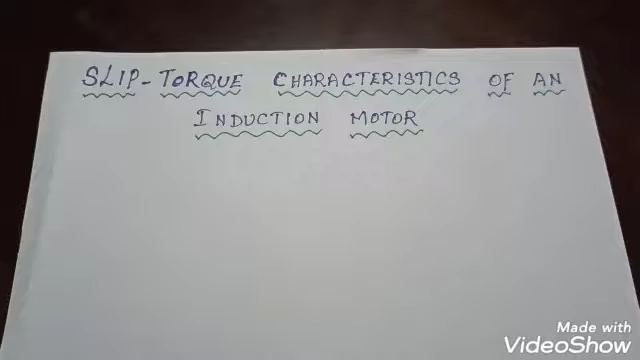 SLIP-TORQUE CHARACTERISTICS OF AN
INDUCTION MOTOR
Made with
VideoShow